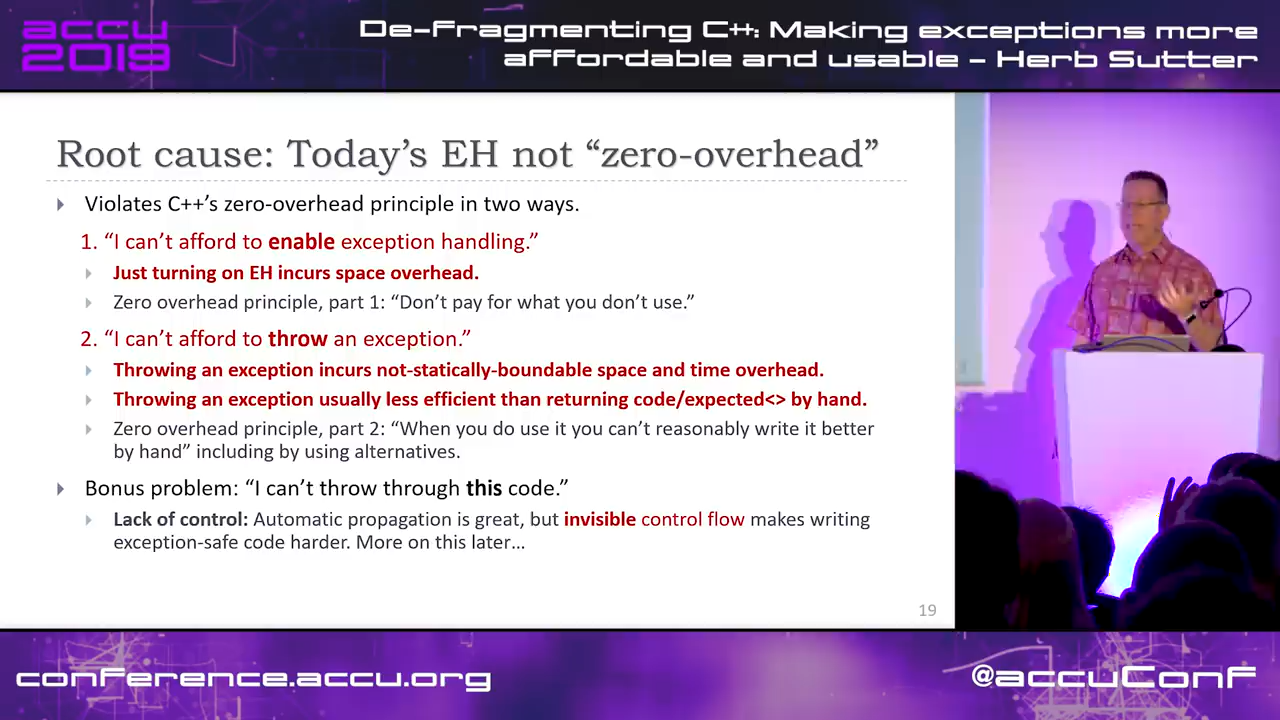 accu
2019
De-Fragmenting C++: Making exceptions more
affordable and usable - Herb Sutter
Root cause: Today's EH not “zero-overhead”
Violates C++'s zero-overhead principle in two ways.
1. “I can't afford to enable exception handling.”
Just turning on EH incurs space overhead.
Zero overhead principle, part 1: “Don't pay for what you don't use.”
2. “I can't afford to throw an exception.”
Throwing an exception incurs not-statically-boundable space and time overhead.
Throwing an exception usually less efficient than returning code/expected<> by hand.
Zero overhead principle, part 2: “When you do use it you can't reasonably write it better
by hand” including by using alternatives.
Bonus problem: “I can't throw through this code.”
Lack of control: Automatic propagation is great, but invisible control flow makes writing
exception-safe code harder. More on this later…
19
conference.accu.org
@accuConf